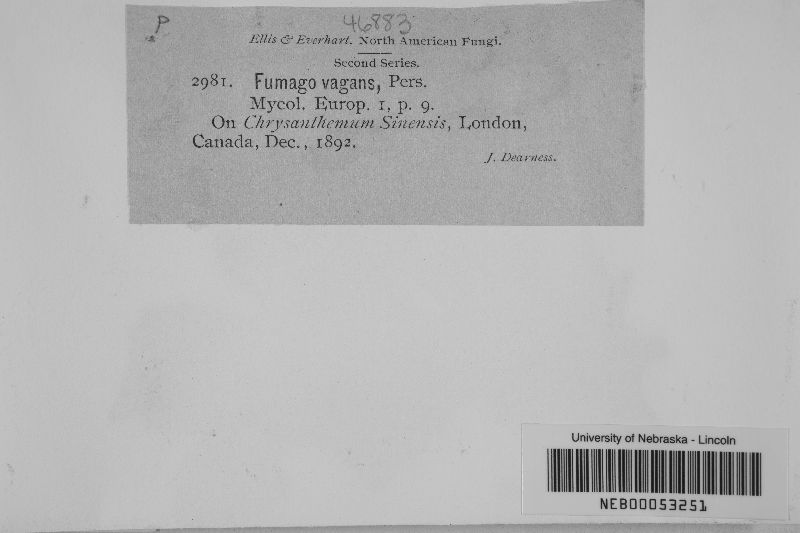 P
46883
Ellis & Everhart. North American Fungi.
Second Series.
2981. Fumago vagans, Pers.
Mycol. Europ. 1, p. 9.
On Chrysanthemum Sinensis, London,
Canada, Dec., 1892.
J. Dearness.
University of Nebraska - Lincoln
NEB00053251